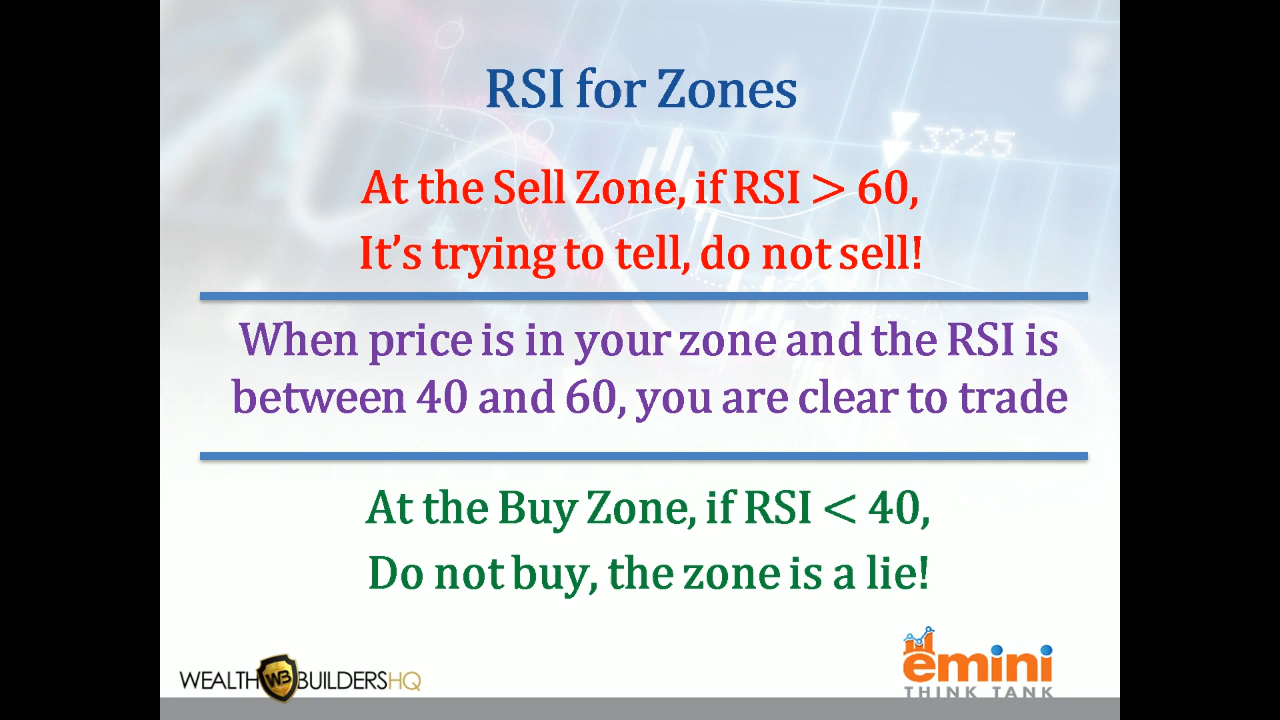 RSI for Zones
3225
At the Sell Zone, if RSI > 60,
It’s trying to tell, do not sell!
When price is in your zone and the RSI is
between 40 and 60, you are clear to trade
At the Buy Zone, if RSI < 40,
Do not buy, the zone is a lie!
WEALTH WB BUILDERSHQ
emini
THINK TANK